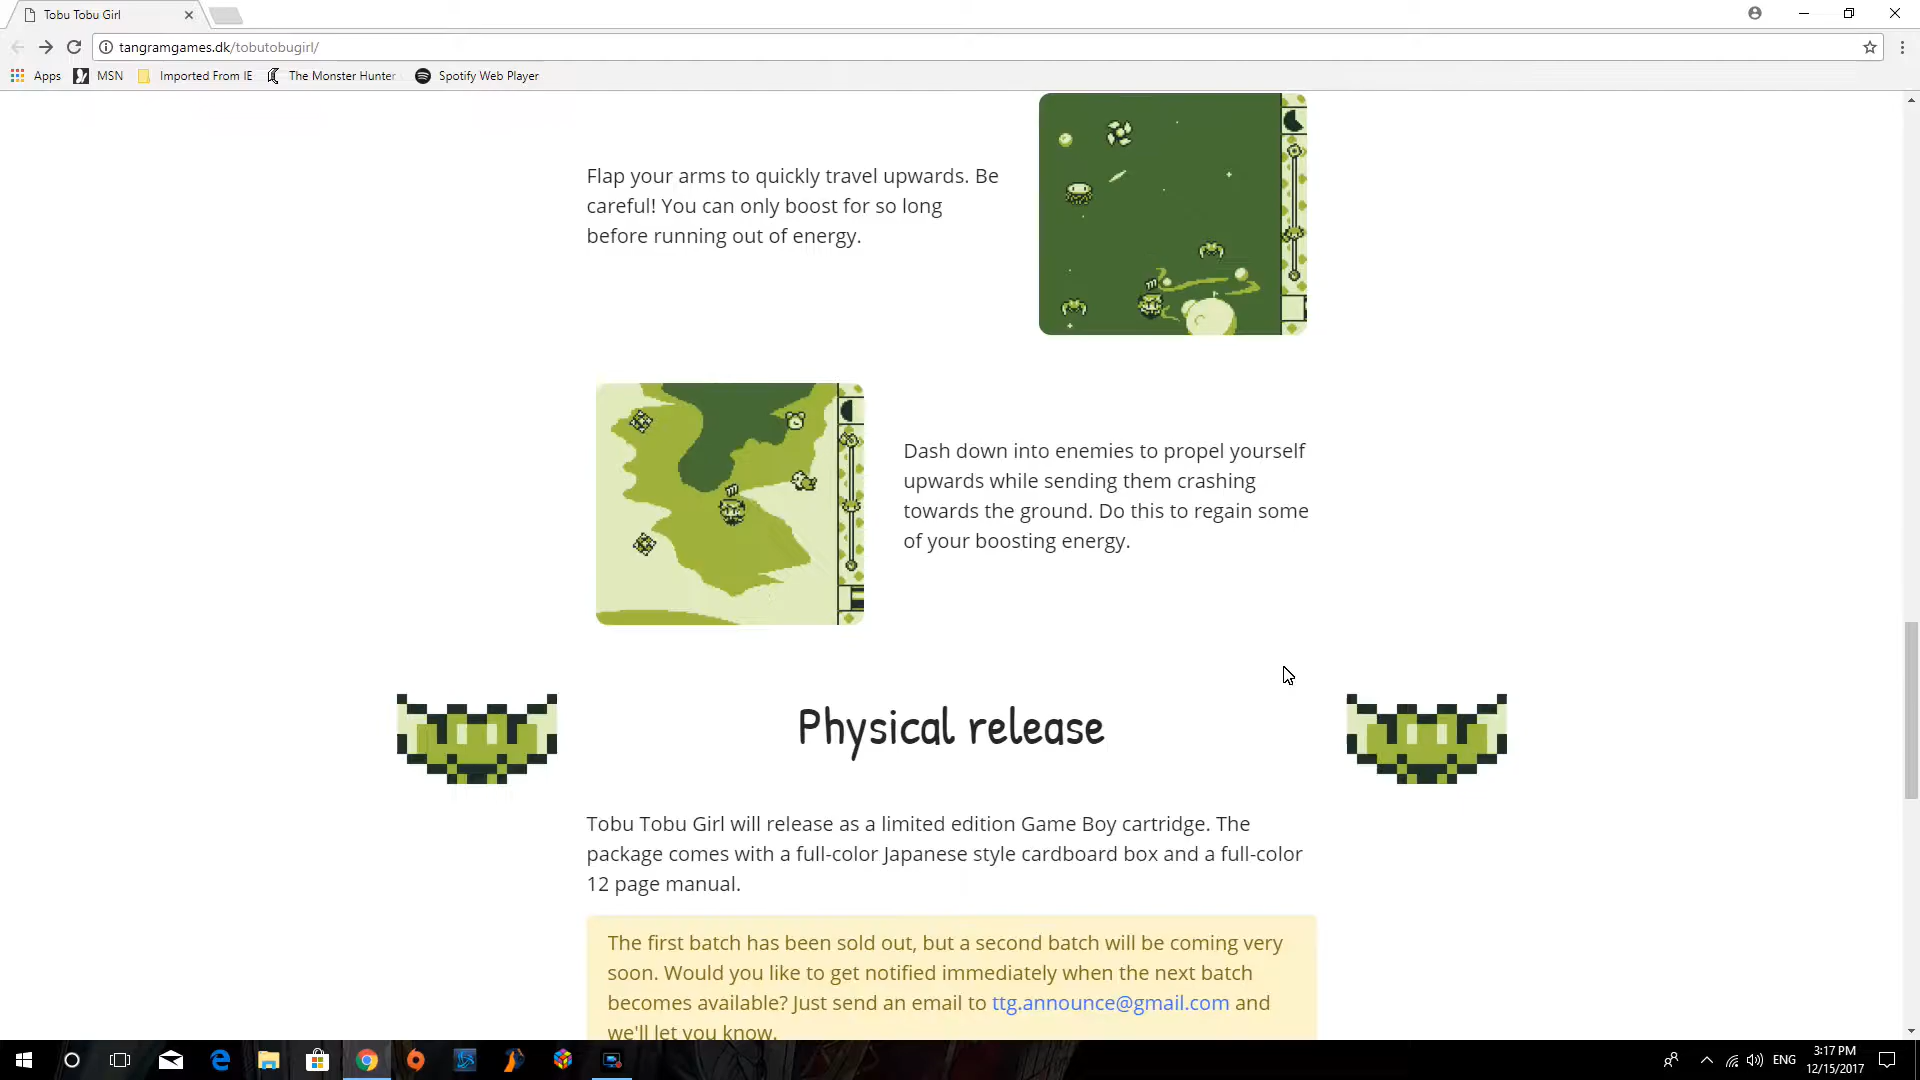 Tobu Tobu Girl
tangramgames.dk/tobutobugirl/
Apps MSN Imported From IE The Monster Hunter Spotify Web Player
Flap your arms to quickly travel upwards. Be
careful! You can only boost for so long
before running out of energy.
Dash down into enemies to propel yourself
upwards while sending them crashing
towards the ground. Do this to regain some
of your boosting energy.
Physical release
Tobu Tobu Girl will release as a limited edition Game Boy cartridge. The
package comes with a full-color Japanese style cardboard box and a full-color
12 page manual.
The first batch has been sold out, but a second batch will be coming very
soon. Would you like to get notified immediately when the next batch
becomes available? Just send an email to ttg.announce@gmail.com and
we'll let you know.
ENG
3:17 PM
12/15/2017